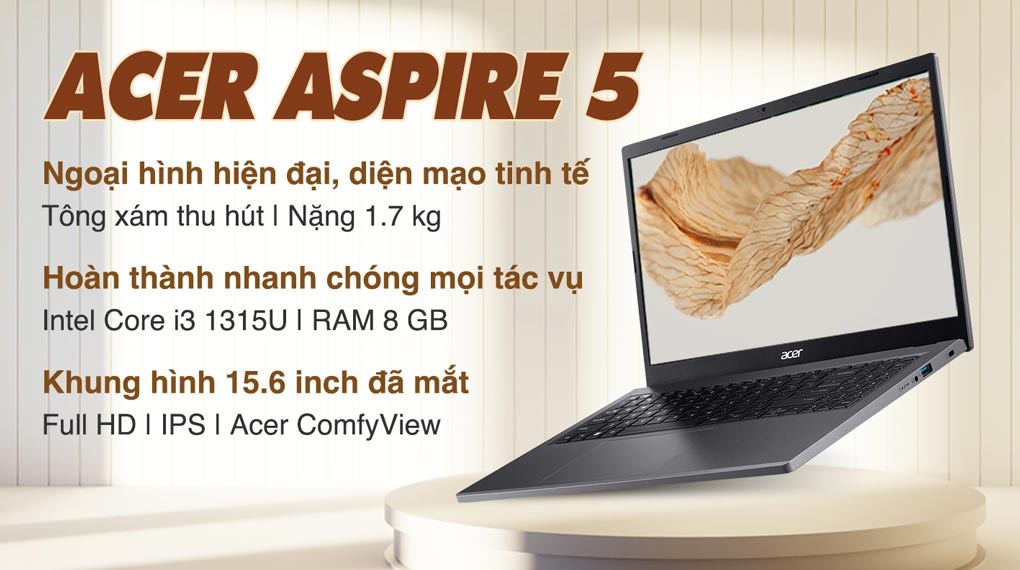 ACER ASPIRE 5
Ngoại hình hiện đại, diện mạo tinh tế
Tông xám thu hút | Nặng 1.7 kg
Hoàn thành nhanh chóng mọi tác vụ
Intel Core i3 1315U | RAM 8 GB
Khung hình 15.6 inch đã mắt
Full HD | IPS | Acer ComfyView
acer